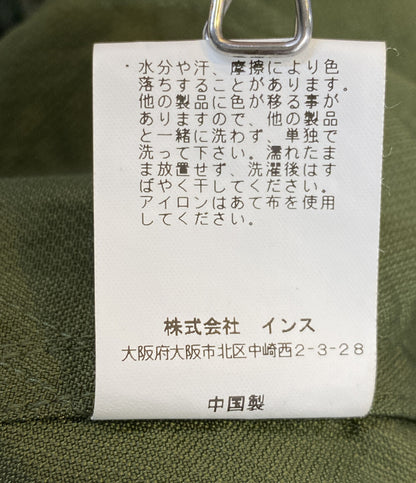 ・水分や汗、摩擦により色
落ちすることがあります。
他の製品に色が移る事が
ありますので、他の製品
と一緒に洗わず、単独で
洗って下さい。濡れたま
ま放置せず、洗濯後はす
ばやく干してください。
アイロンはあて布を使用
してください。
株式会社 インス
大阪府大阪市北区中崎西2-3-28
中国製